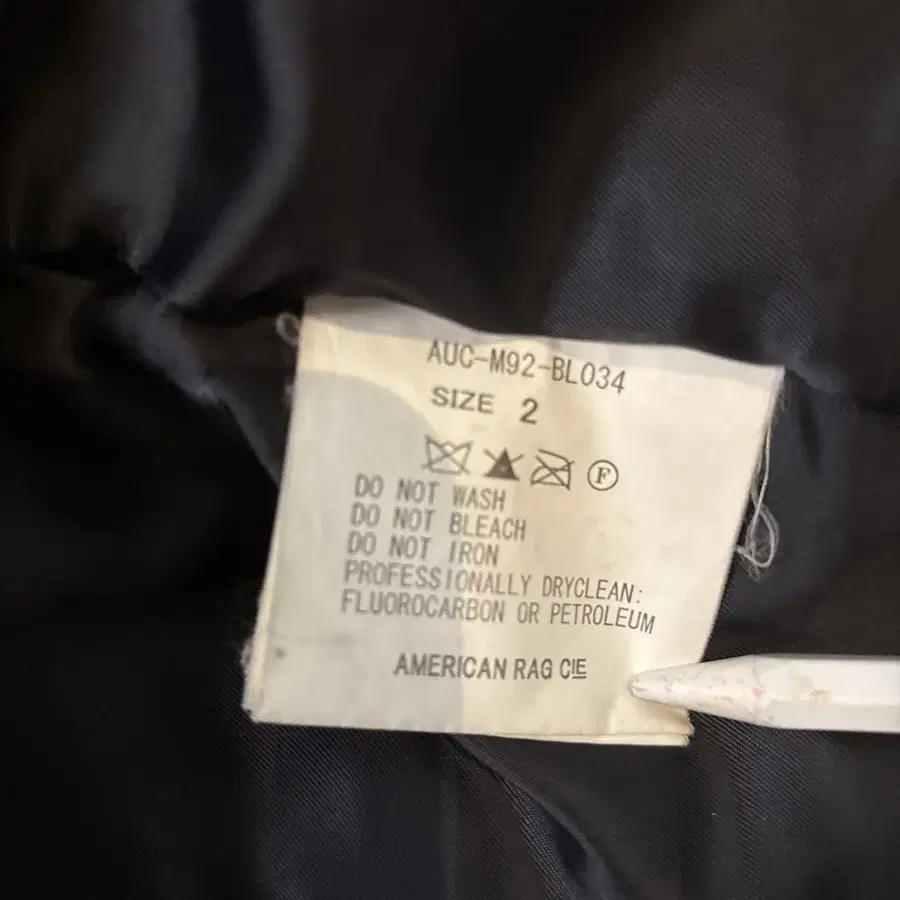 AUC-M92-BL034
SIZE 2
F
DO NOT WASH
DO NOT BLEACH
DO NOT IRON
PROFESSIONALLY DRYCLEAN:
FLUOROCARBON OR PETROLEUM
AMERICAN RAG CIE